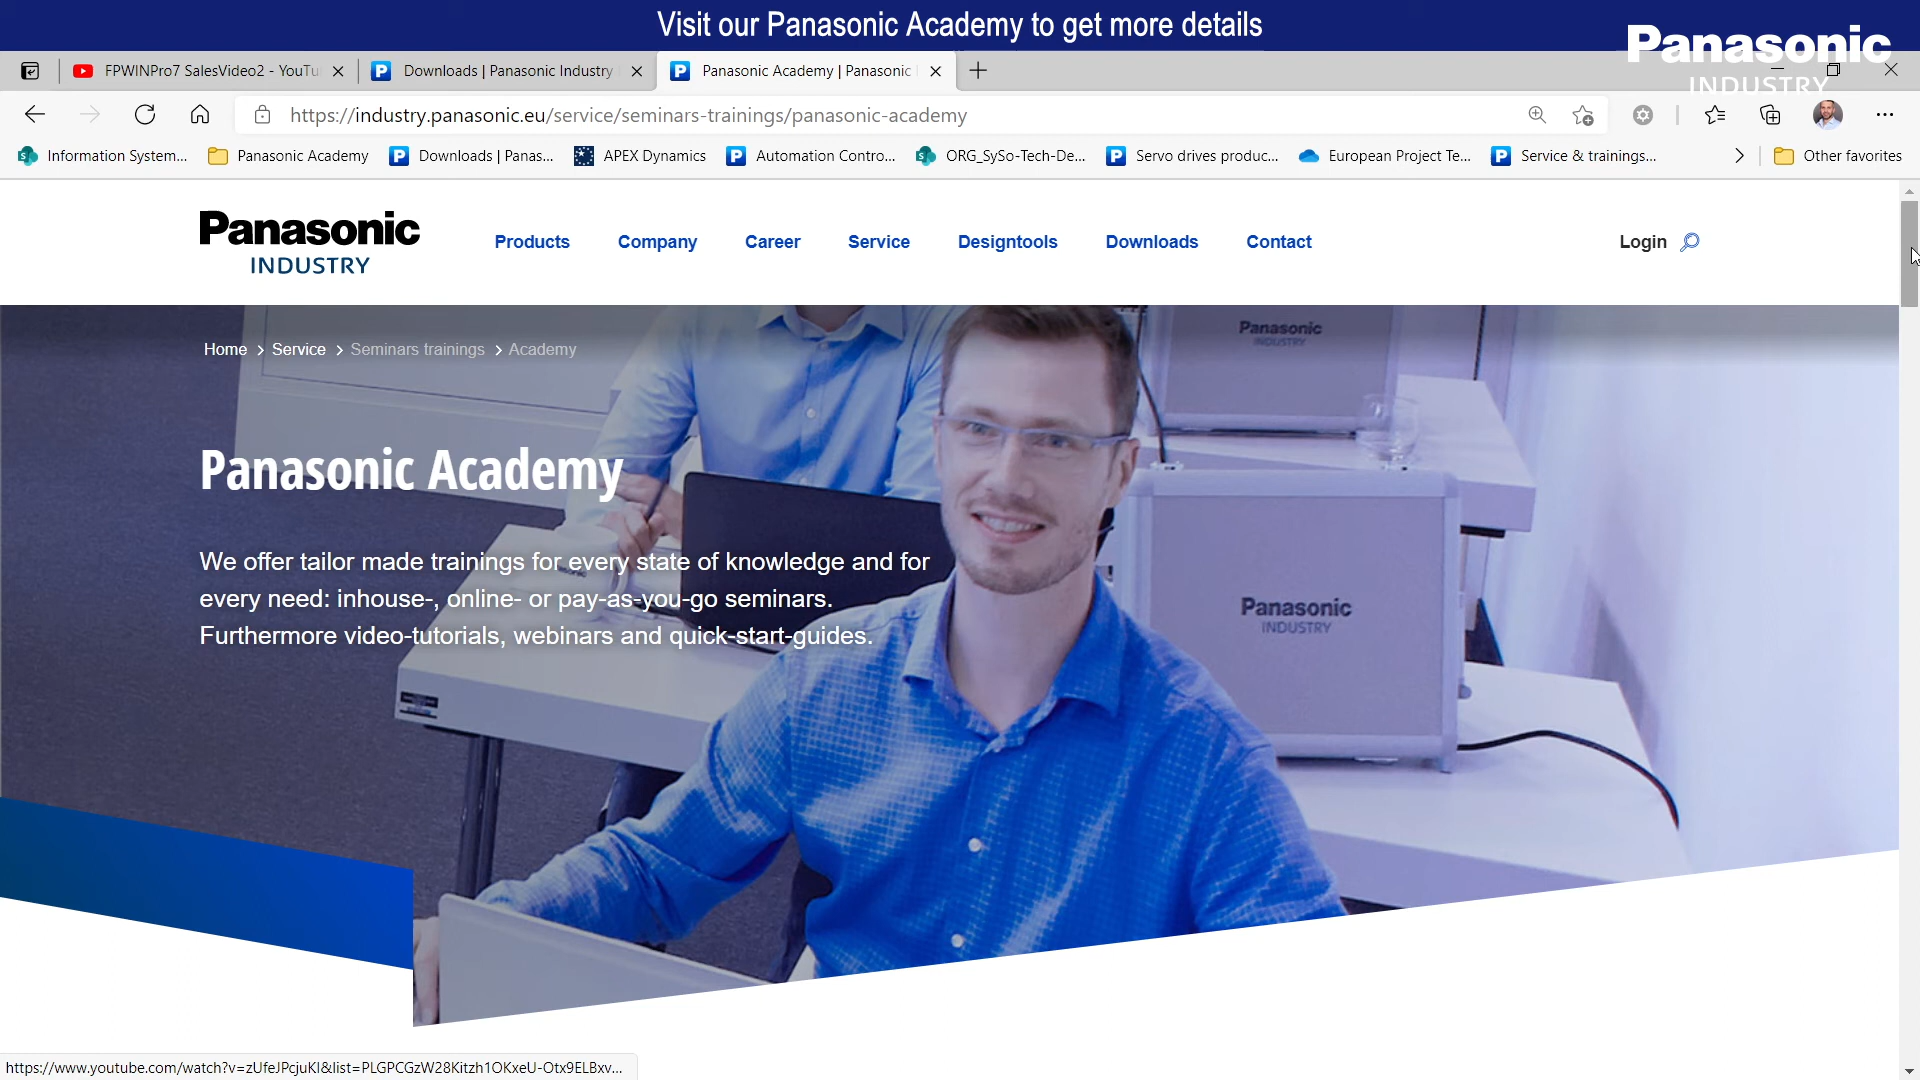 Visit our Panasonic Academy to get more details
Panasonic
INDUSTRY
FPWINPro7 SalesVideo2 - YouTu
Downloads | Panasonic Industry
Panasonic Academy | Panasonic
https://industry.panasonic.eu/service/seminars-trainings/panasonic-academy
Information System...
Panasonic Academy
Downloads | Panas...
APEX Dynamics
Automation Contro...
ORG_SySo-Tech-De...
Servo drives produc...
European Project Te...
Service & trainings...
Other favorites
Panasonic
INDUSTRY
Products
Company
Career
Service
Designtools
Downloads
Contact
Login
Home > Service > Seminars trainings > Academy
Panasonic
INDUSTRY
Panasonic Academy
We offer tailor made trainings for every state of knowledge and for
every need: inhouse-, online- or pay-as-you-go seminars.
Furthermore video-tutorials, webinars and quick-start-guides.
Panasonic
INDUSTRY
https://www.youtube.com/watch?v=zUfeJPcjuKI&list=PLGPCGzW28Kitzh1OKxeU-Otx9ELBxv...